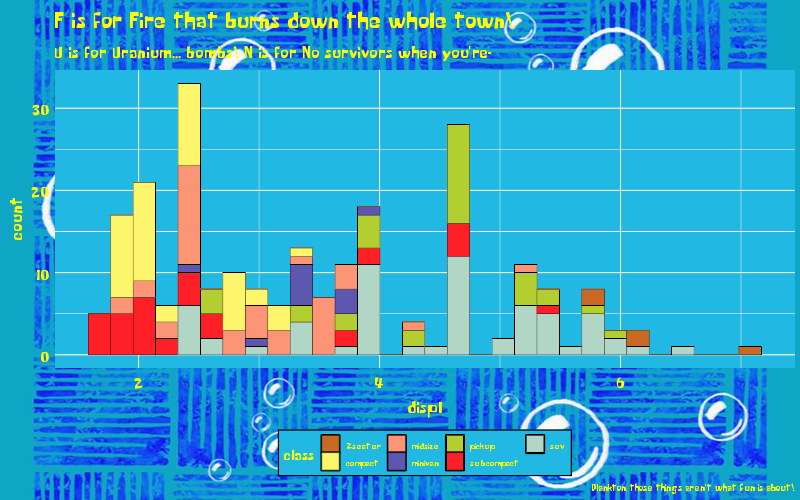 F is for Fire that burns down the whole town!
U is for Uranium... bombs! N is for No survivors when you're-
30
20
10
0
count
2
4
6
displ
class
2seater
compact
midsize
minivan
pickup
subcompact
suv
Plankton those things aren't what fun is about!